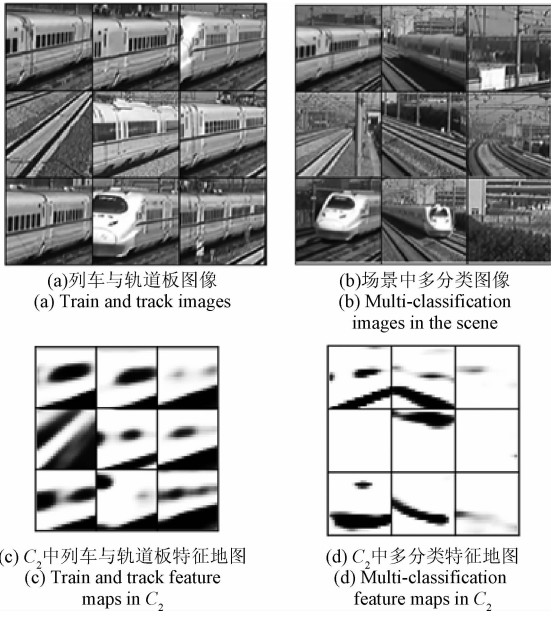 (a)列车与轨道板图像
(a) Train and track images
(b)场景中多分类图像
(b) Multi-classification
images in the scene
(c) C₂中列车与轨道板特征地图
(c) Train and track feature
maps in C₂
(d) C₂中多分类特征地图
(d) Multi-classification
feature maps in C₂